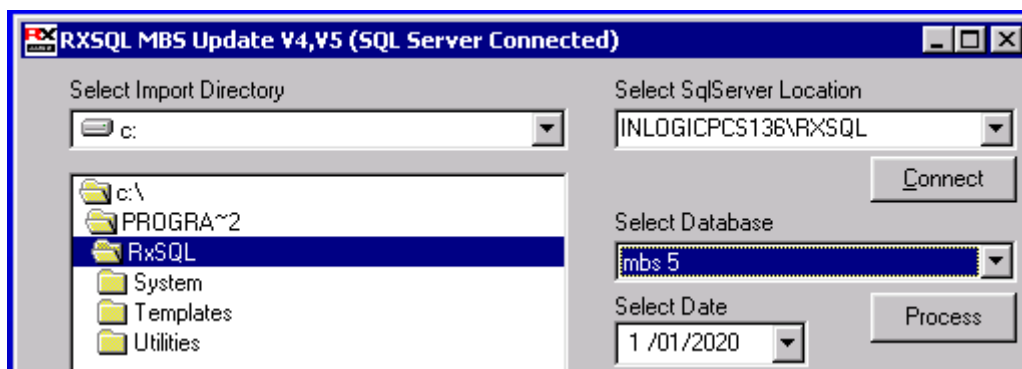 RX
RXSQL MBS Update V4,V5 (SQL Server Connected)
Select Import Directory
c:
c:\
PROGRA~2
RxSQL
System
Templates
Utilities
Select SqlServer Location
INLOGICPCS136\RXSQL
Connect
Select Database
mbs 5
Select Date
1 /01/2020
Process